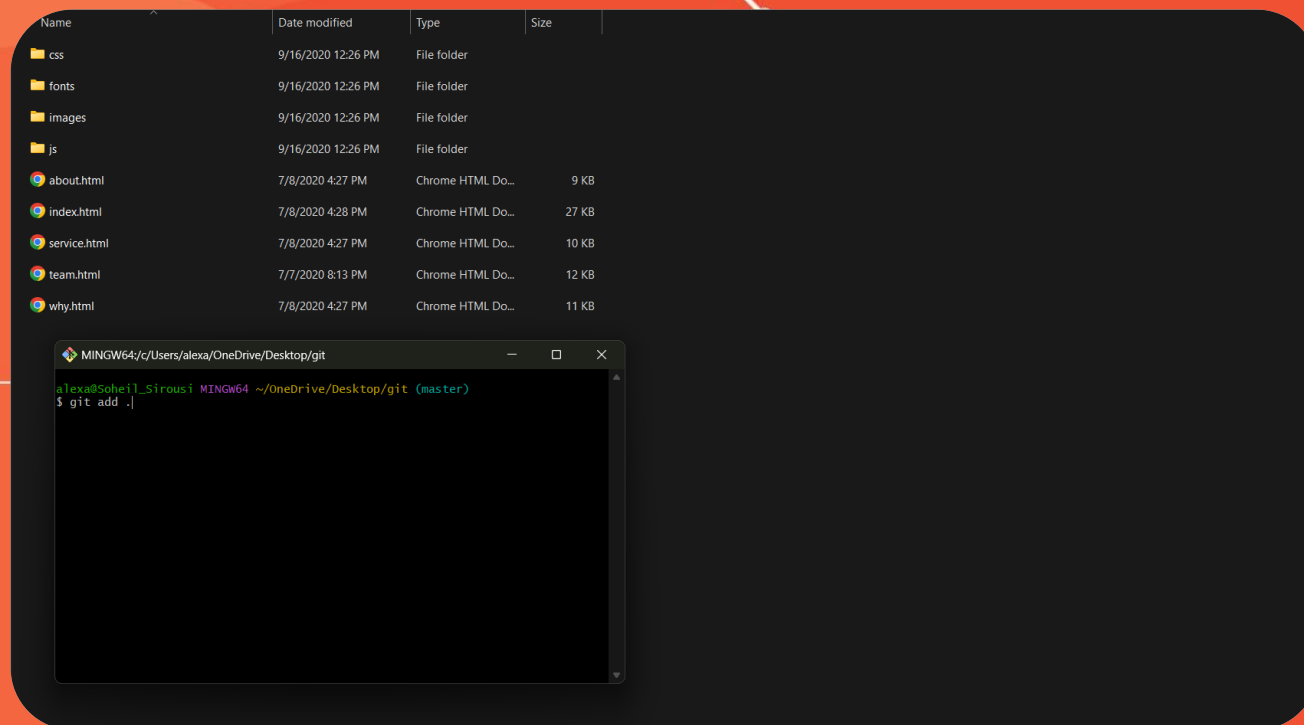 Name Date modified Type Size
css 9/16/2020 12:26 PM File folder
fonts 9/16/2020 12:26 PM File folder
images 9/16/2020 12:26 PM File folder
js 9/16/2020 12:26 PM File folder
about.html 7/8/2020 4:27 PM Chrome HTML Do... 9 KB
index.html 7/8/2020 4:28 PM Chrome HTML Do... 27 KB
service.html 7/8/2020 4:27 PM Chrome HTML Do... 10 KB
team.html 7/7/2020 8:13 PM Chrome HTML Do... 12 KB
why.html 7/8/2020 4:27 PM Chrome HTML Do... 11 KB
MINGW64:/c/Users/alexa/OneDrive/Desktop/git
alexa@Soheil_Sirousi MINGW64 ~/OneDrive/Desktop/git (master)
$ git add .